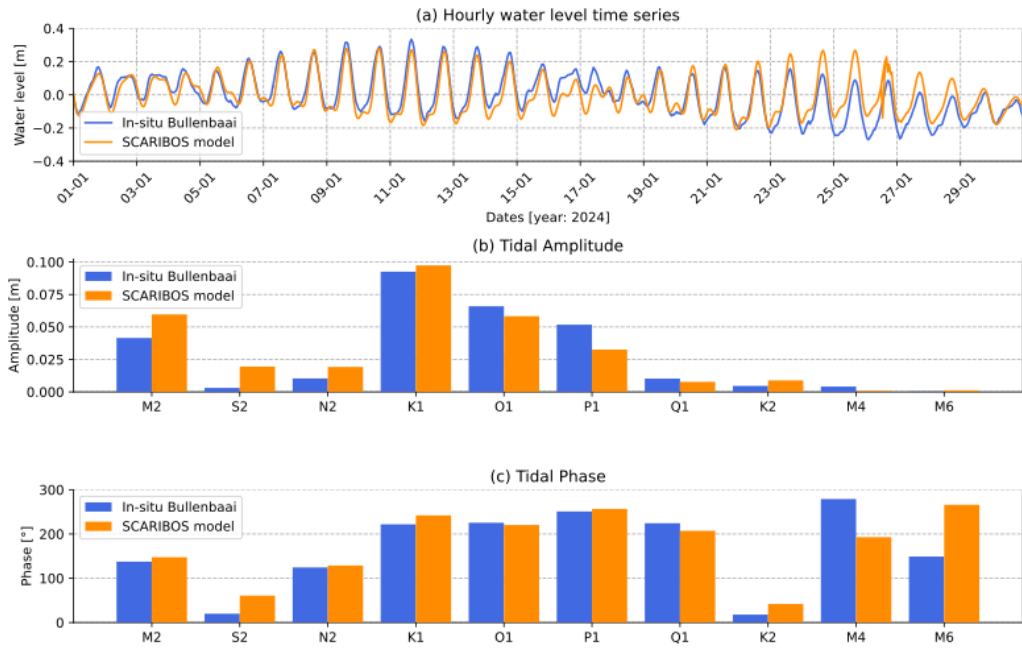 (a) Hourly water level time series
Water level [m]
0.4
0.2
0.0
−0.2
−0.4
In-situ Bullenbaai
SCARIBOS model
01-01 03-01 05-01 07-01 09-01 11-01 13-01 15-01 17-01 19-01 21-01 23-01 25-01 27-01 29-01
Dates [year: 2024]
(b) Tidal Amplitude
Amplitude [m]
0.100
0.075
0.050
0.025
0.000
In-situ Bullenbaai
SCARIBOS model
M2 S2 N2 K1 O1 P1 Q1 K2 M4 M6
(c) Tidal Phase
Phase [°]
300
200
100
0
In-situ Bullenbaai
SCARIBOS model
M2 S2 N2 K1 O1 P1 Q1 K2 M4 M6